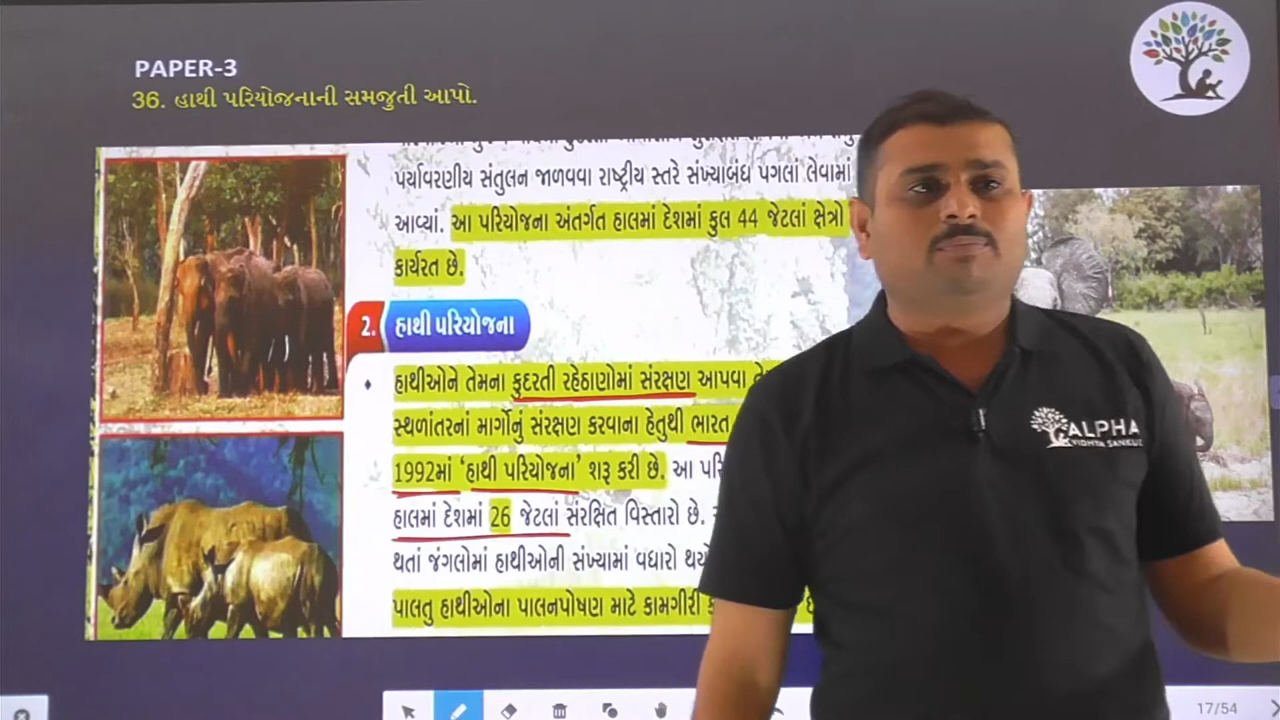 PAPER-3
36. હાથી પરિયોજનાની સમજુતી આપો.
પર્યાવરણીય સંતુલન જાળવવા રાષ્ટ્રીય સ્તરે સંખ્યાબંધ પગલાં લેવામાં
આવ્યાં. આ પરિયોજના અંતર્ગત હાલમાં દેશમાં કુલ 44 જેટલાં ક્ષેત્રો
કાર્યરત છે.
2. હાથી પરિયોજના
હાથીઓને તેમના કુદરતી રહેઠાણોમાં સંરક્ષણ આપવા
સ્થળાંતરનાં માર્ગોનું સંરક્ષણ કરવાના હેતુથી ભારત
1992માં ‘હાથી પરિયોજના’ શરૂ કરી છે. આ
હાલમાં દેશમાં 26 જેટલાં સંરક્ષિત વિસ્તારો છે.
થતાં જંગલોમાં હાથીઓની સંખ્યામાં વધારો
પાલતુ હાથીઓના પાલનપોષણ માટે કામગીરી
ALPHA
VIDHYA SANKUL
17/54